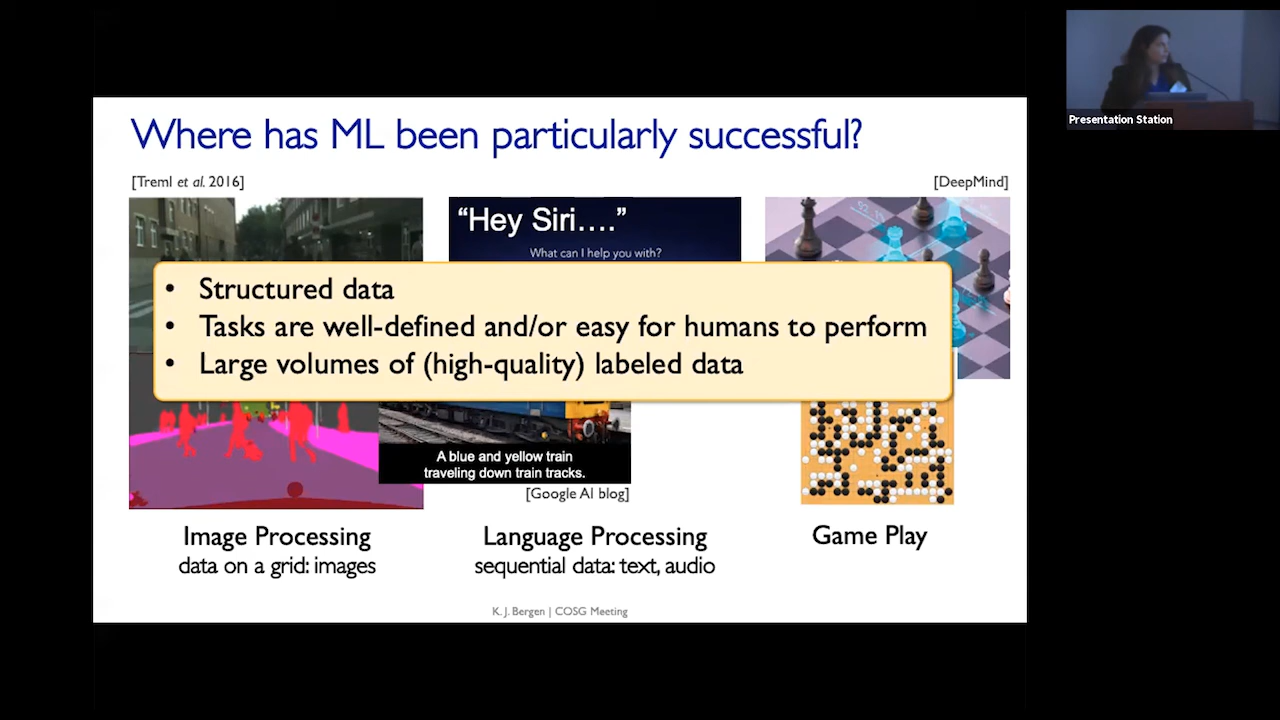 Where has ML been particularly successful?
[Treml et al. 2016]
[DeepMind]
“Hey Siri....”
What can I help you with?
• Structured data
• Tasks are well-defined and/or easy for humans to perform
• Large volumes of (high-quality) labeled data
A blue and yellow train
traveling down train tracks.
[Google AI blog]
Image Processing
data on a grid: images
Language Processing
sequential data: text, audio
Game Play
K. J. Bergen | COSG Meeting
Presentation Station